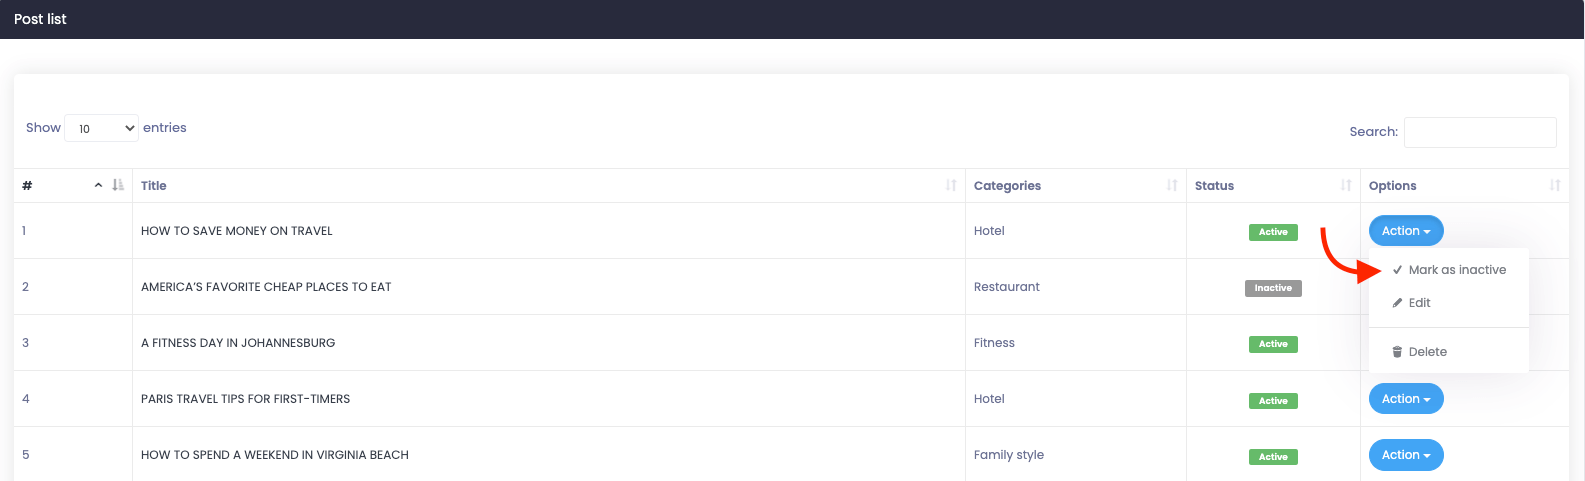 Post list
Show 10 entries
Search:
# Title Categories Status Options
1 HOW TO SAVE MONEY ON TRAVEL Hotel Active Action
Mark as inactive
2 AMERICA’S FAVORITE CHEAP PLACES TO EAT Restaurant Inactive
Edit
3 A FITNESS DAY IN JOHANNESBURG Fitness Active
Delete
4 PARIS TRAVEL TIPS FOR FIRST-TIMERS Hotel Active Action
5 HOW TO SPEND A WEEKEND IN VIRGINIA BEACH Family style Active Action